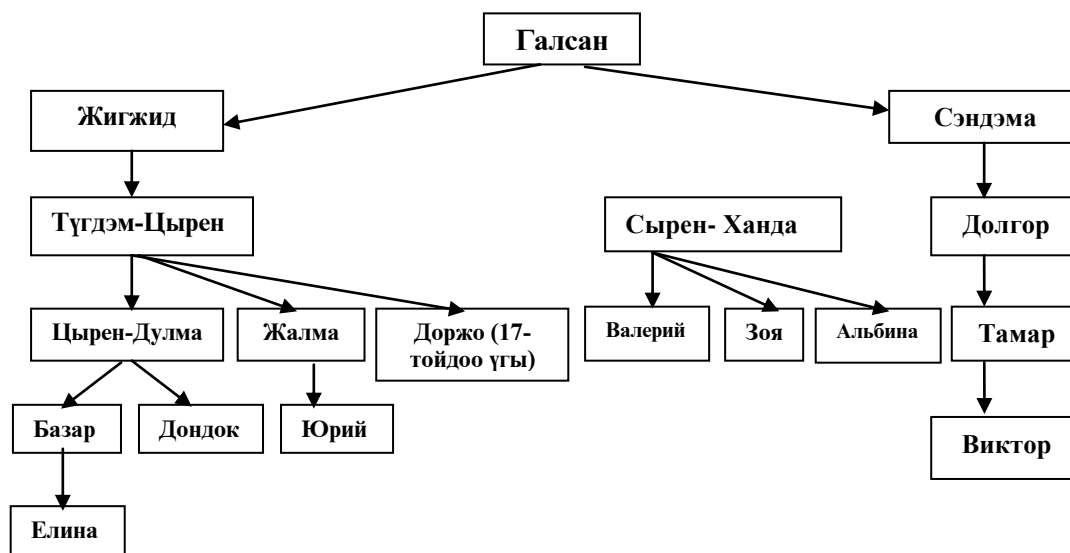 Галсан
Жигжид
Сэндэма
Түгдэм-Цырен
Сырен- Ханда
Долгор
Цырен-Дулма
Жалма
Доржо (17-
тойдоо үгы)
Валерий
Зоя
Альбина
Тамар
Базар
Дондок
Юрий
Виктор
Елина